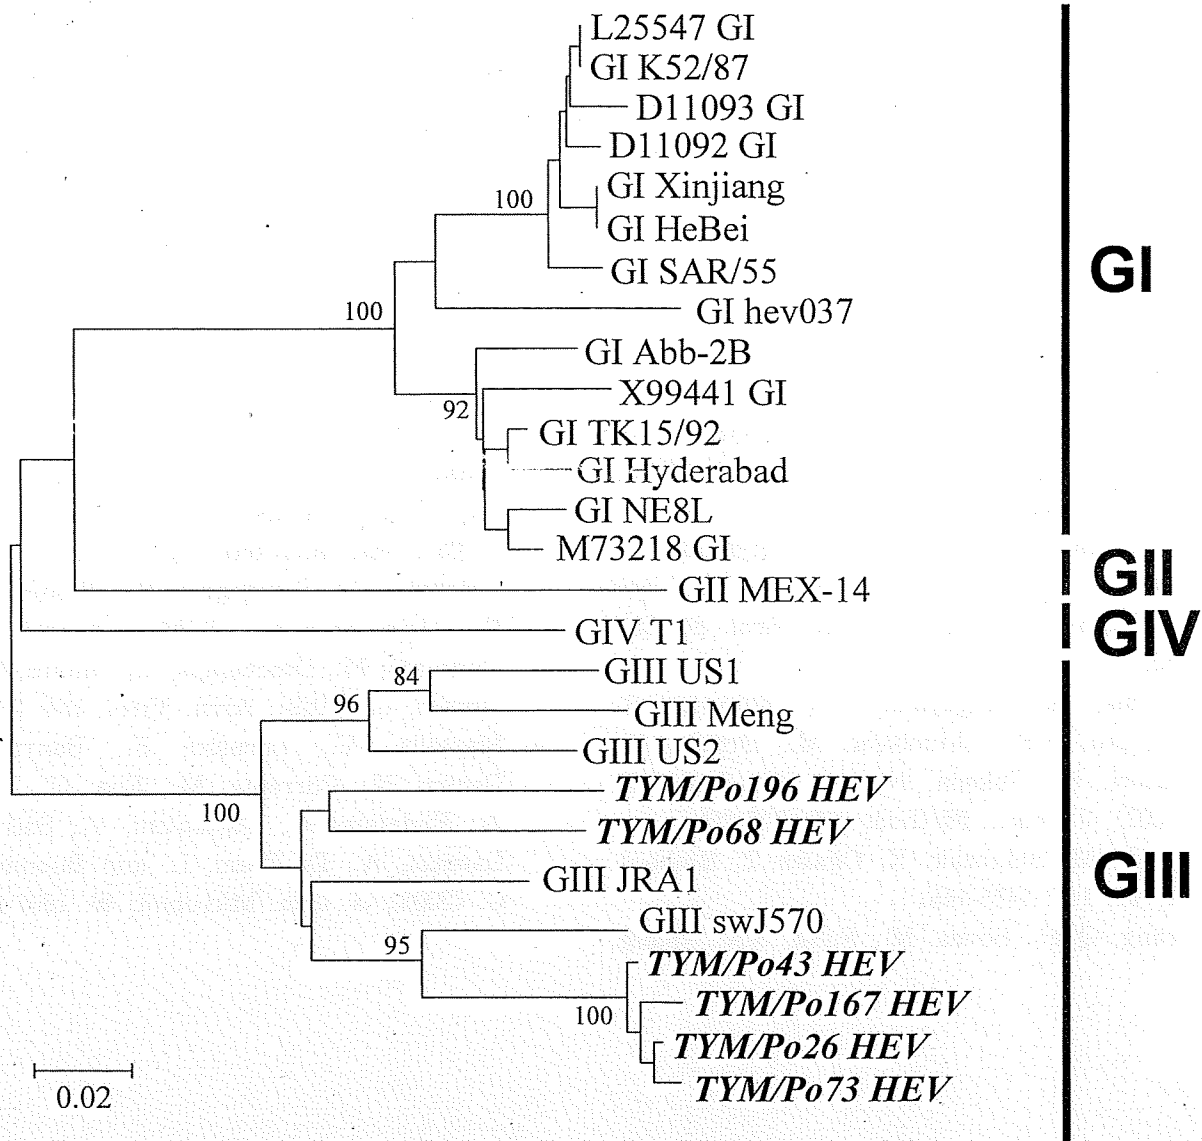 L25547 GI
GI K52/87
D11093 GI
D11092 GI
GI Xinjiang
100
GI HeBei
GI SAR/55
GI
GI hev037
100
GI Abb-2B
X99441 GI
92
GI TK15/92
GI Hyderabad
GI NE8L
M73218 GI
GII
GII MEX-14
GIV T1
GIV
GIII US1
84
96
GIII Meng
GIII US2
TYM/Po196 HEV
100
TYM/Po68 HEV
GIII JRA1
GIII
GIII swJ570
95
TYM/Po43 HEV
TYM/Po167 HEV
100
TYM/Po26 HEV
TYM/Po73 HEV
0.02